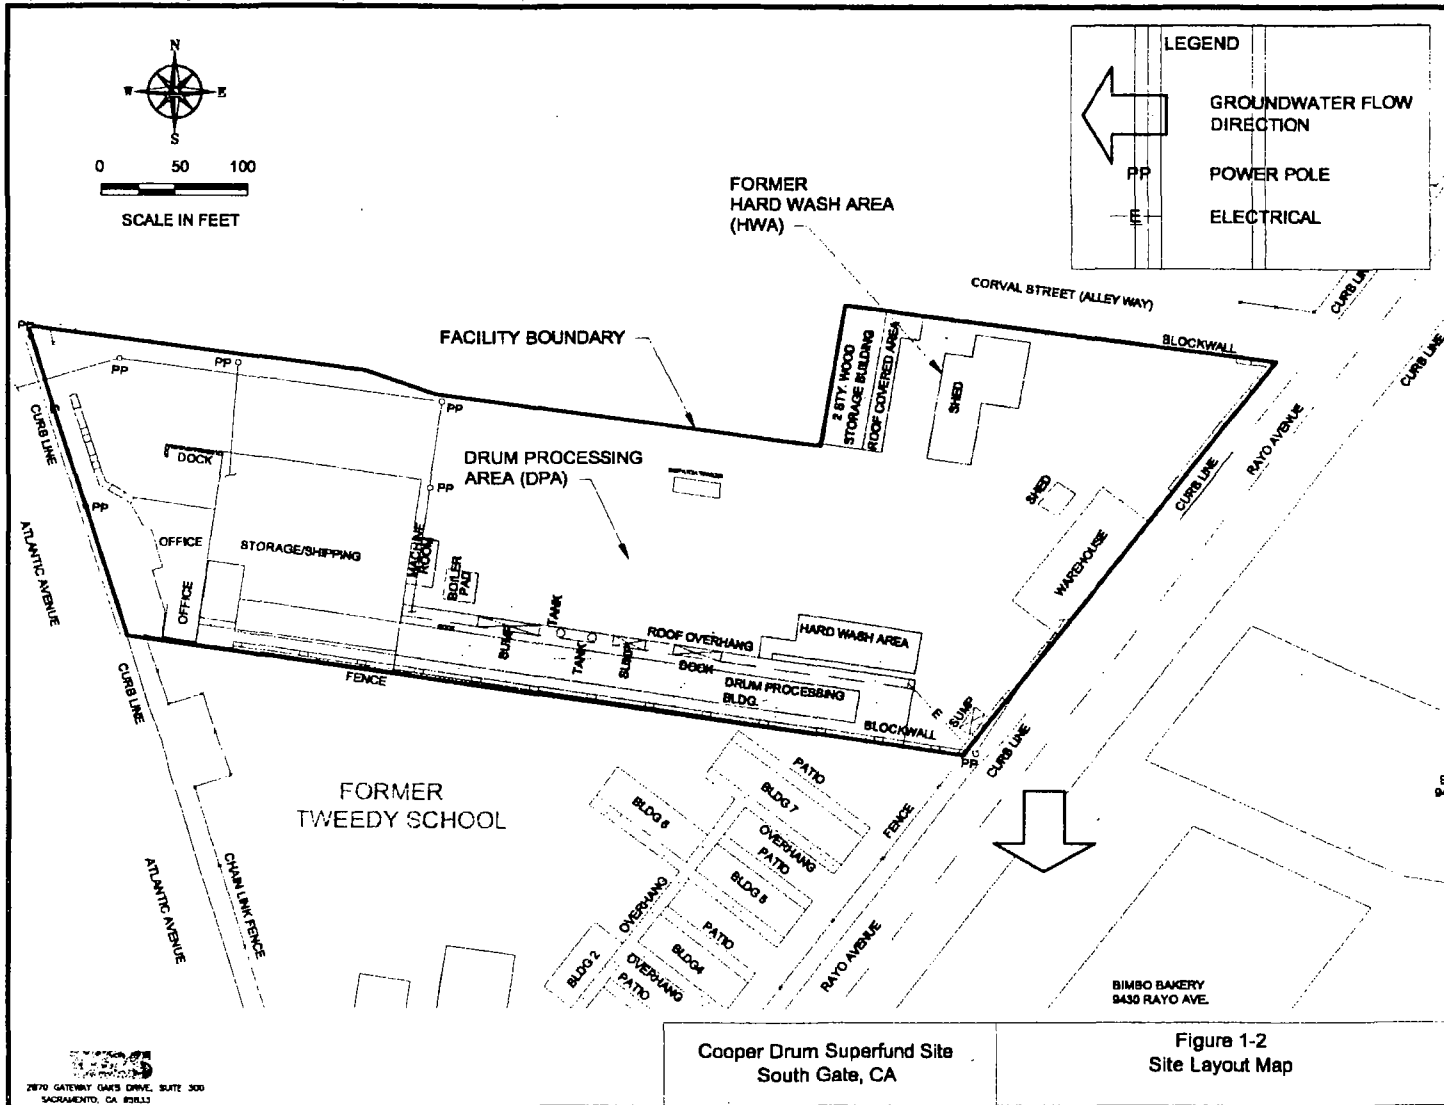 N
W E
S
0 50 100
SCALE IN FEET
LEGEND
GROUNDWATER FLOW
DIRECTION
PP POWER POLE
E ELECTRICAL
FORMER
HARD WASH AREA
(HWA)
CORVAL STREET (ALLEY WAY)
CURB LINE
CURB LINE
CURB LINE
BLOCKWALL
FACILITY BOUNDARY
2 STY. WOOD
STORAGE BUILDING
ROOF COVERED AREA
SHED
RAYO AVENUE
CURB LINE
PP
PP
PP
PP
PP
PP
CURB LINE
DOCK
DRUM PROCESSING
AREA (DPA)
SHED
WAREHOUSE
OFFICE
STORAGE/SHIPPING
MACHINE
ROOM
BOILER
PAD
OFFICE
ATLANTIC AVENUE
TANK
SUMP
TANK
SUMP
ROOF OVERHANG
HARD WASH AREA
DOCK
DRUM PROCESSING
BLDG.
BLOCKWALL
E
SUMP
PP
CURB LINE
FENCE
CURB LINE
FORMER
TWEEDY SCHOOL
PATIO
BLDG 7
BLDG 6
OVERHANG
PATIO
BLDG 5
FENCE
OVERHANG
PATIO
BLDG4
BLDG 2
OVERHANG
PATIO
RAYO AVENUE
CHAIN LINK FENCE
ATLANTIC AVENUE
BIMBO BAKERY
9430 RAYO AVE.
Cooper Drum Superfund Site
South Gate, CA
Figure 1-2
Site Layout Map
2870 GATEWAY OAKS DRIVE, SUITE 300
SACRAMENTO, CA 95833